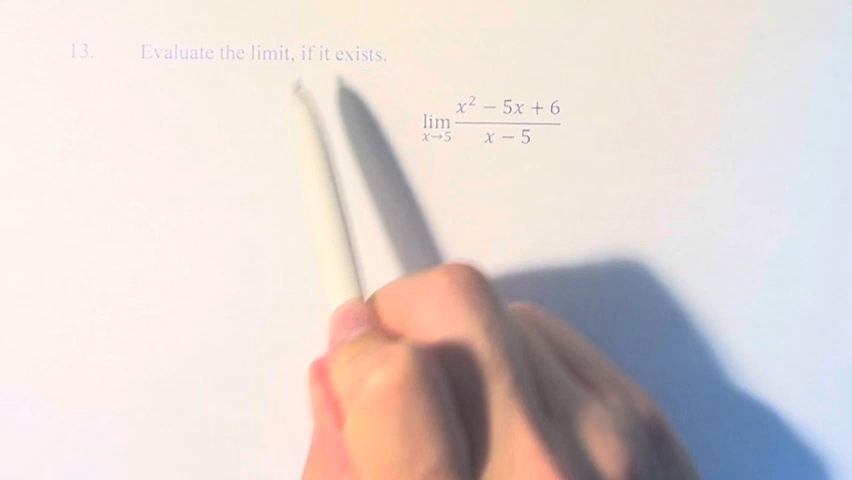 13. Evaluate the limit, if it exists.
lim x→5 x² − 5x + 6 / x − 5